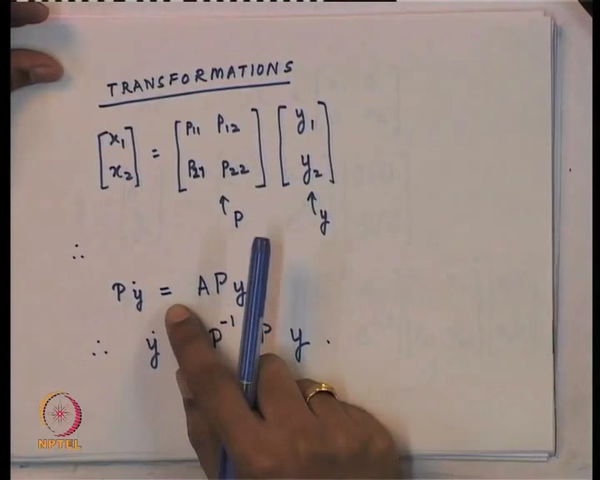 TRANSFORMATIONS
[x1 x2] = [P11 P12 P21 P22] [y1 y2]
↑P ↑y
∴
Pẏ = APy
∴ ẏ P⁻¹ P y .
NPTEL